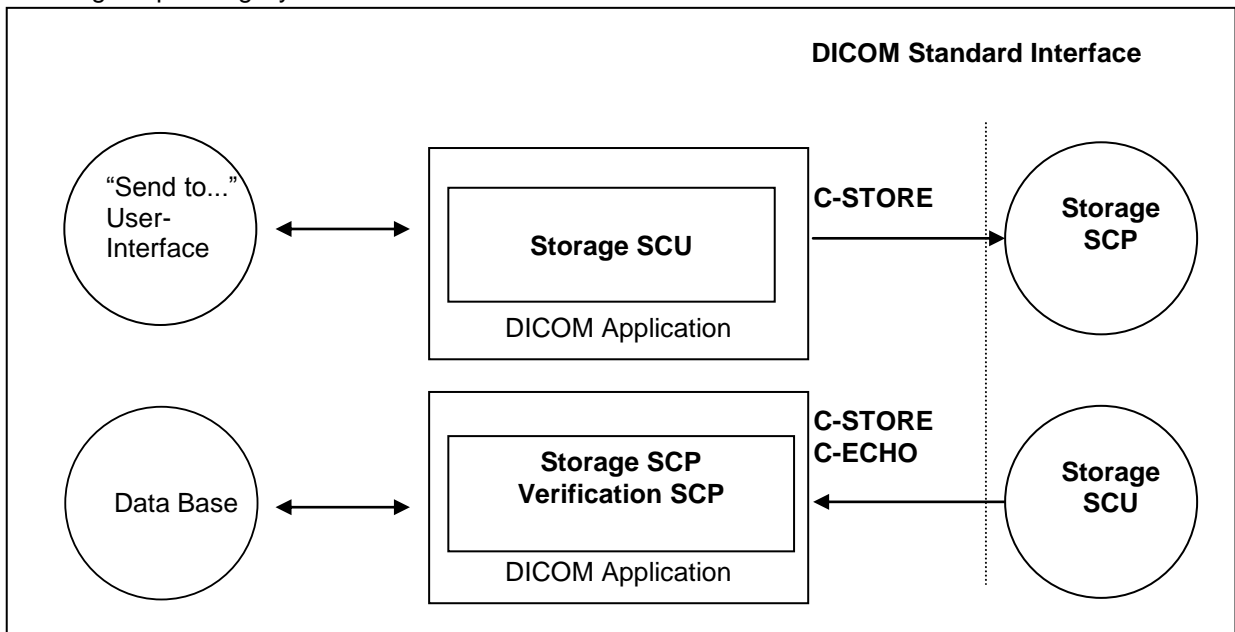 DICOM Standard Interface
“Send to...”
User-
Interface
Storage SCU
DICOM Application
C-STORE
Storage
SCP
Data Base
Storage SCP
Verification SCP
DICOM Application
C-STORE
C-ECHO
Storage
SCU